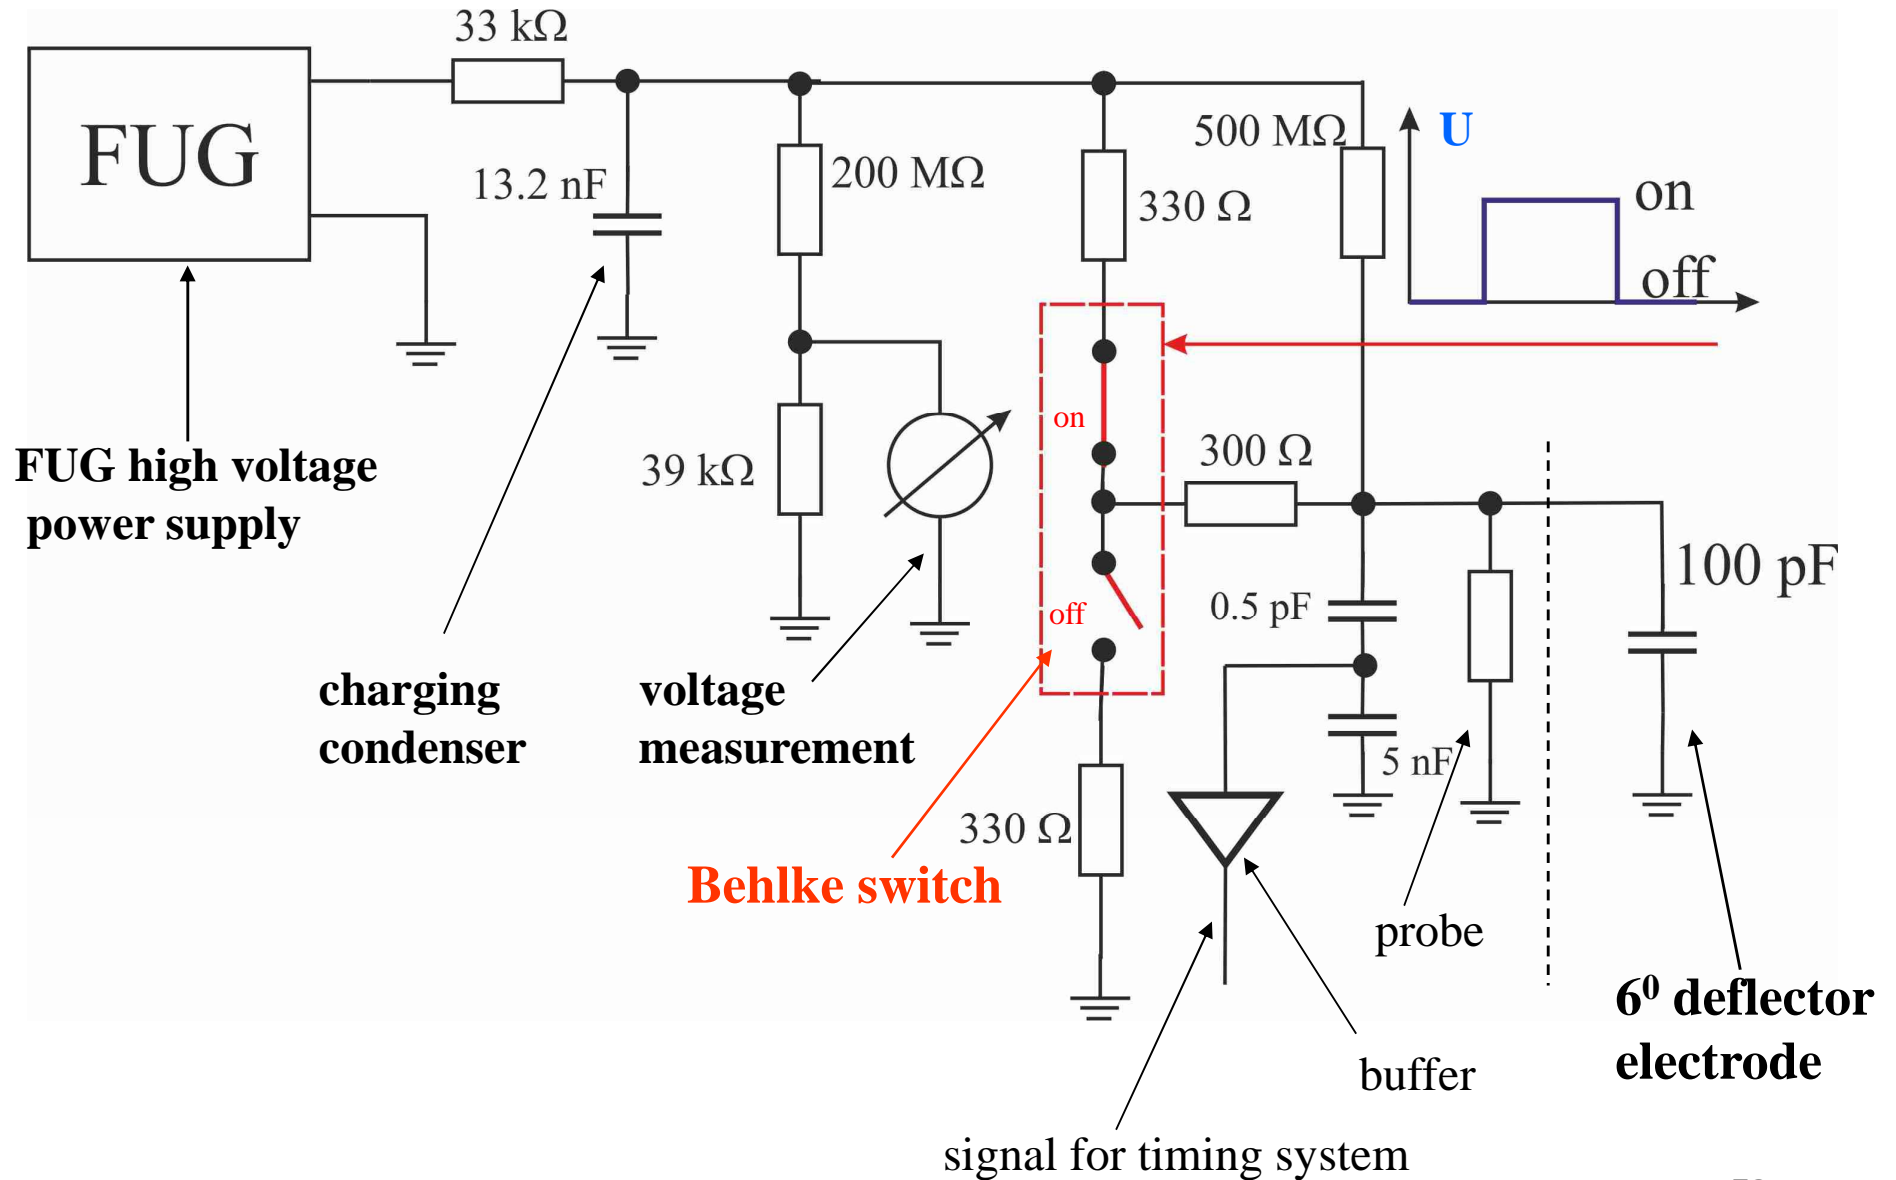 33 kΩ
FUG
13.2 nF
200 MΩ
330 Ω
500 MΩ
U
on
off
on
39 kΩ
300 Ω
FUG high voltage
power supply
100 pF
0.5 pF
off
charging
condenser
voltage
measurement
5 nF
330 Ω
Behlke switch
probe
6⁰ deflector
electrode
buffer
signal for timing system